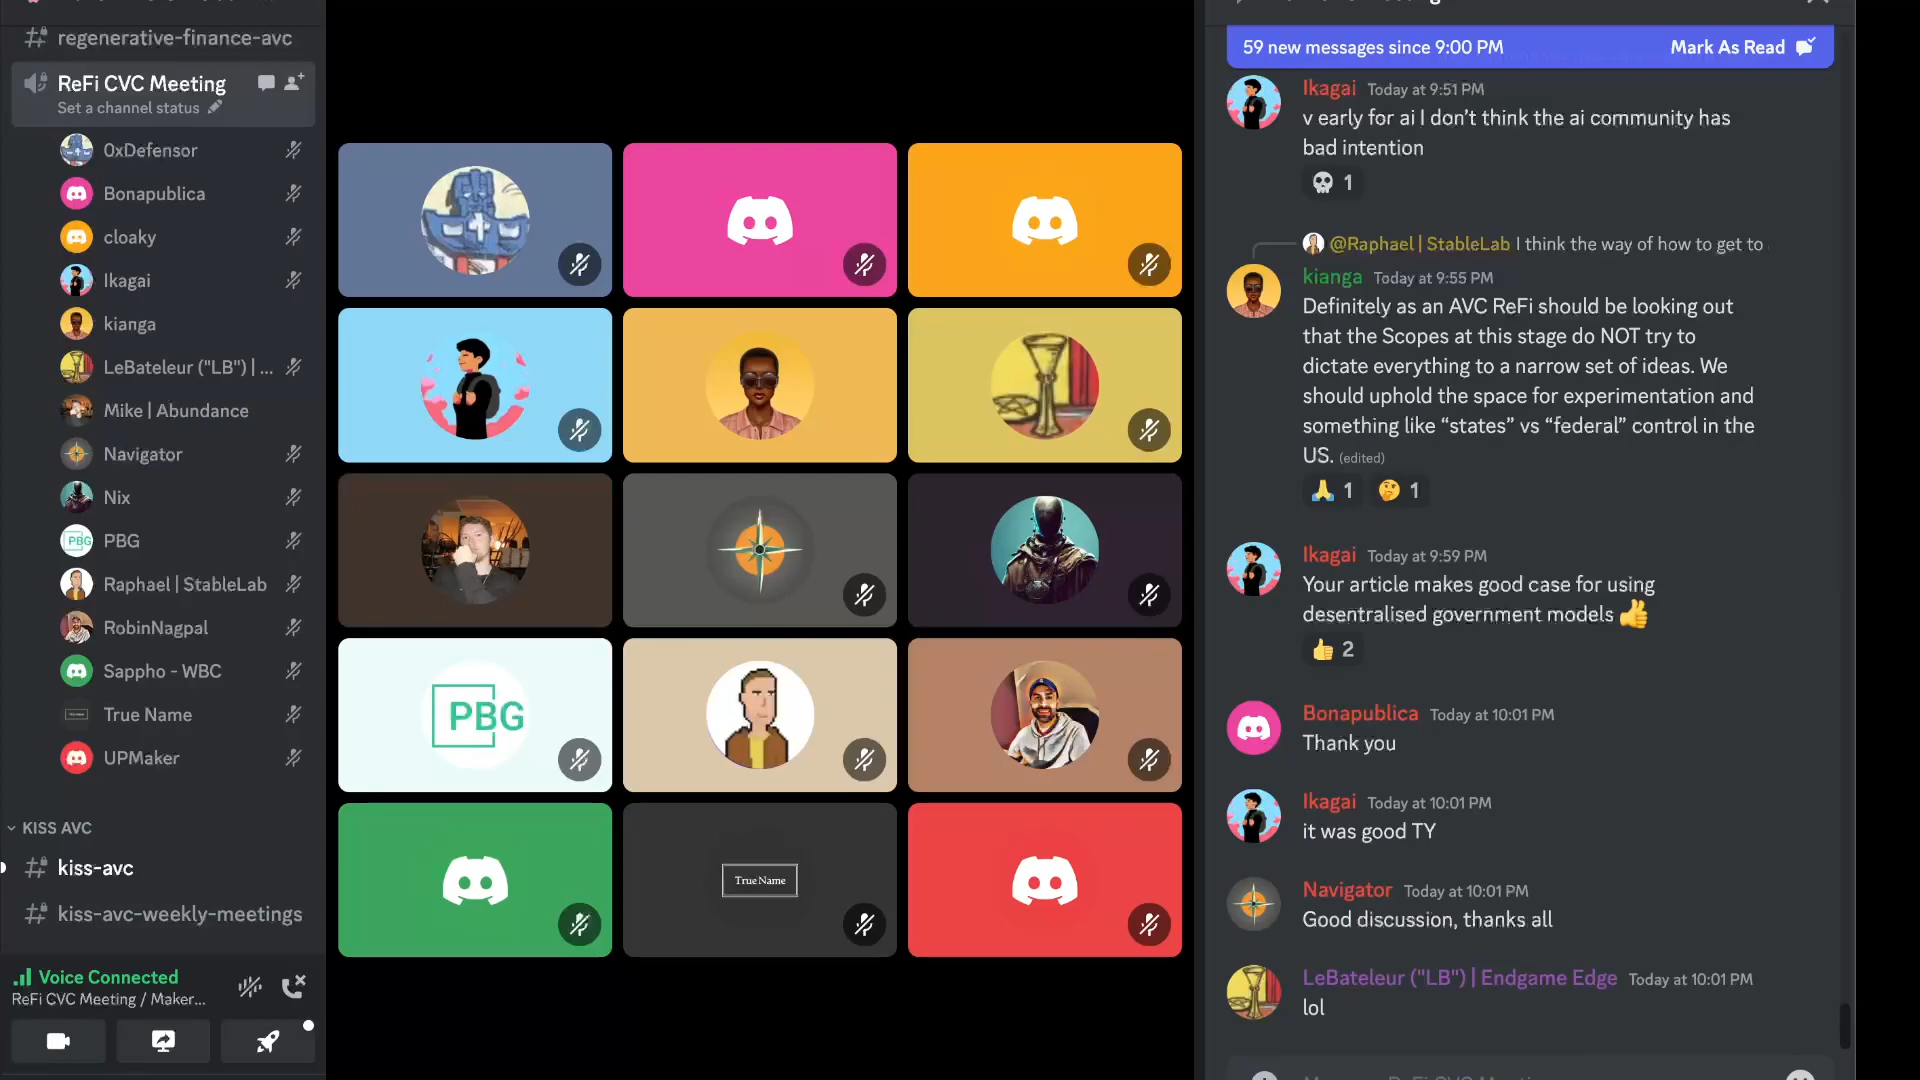 regenerative-finance-avc
ReFi CVC Meeting
Set a channel status
0xDefensor
Bonapublica
cloaky
Ikagai
kianga
LeBateleur ("LB") | ...
Mike | Abundance
Navigator
Nix
PBG
PBG
Raphael | StableLab
RobinNagpal
Sappho - WBC
True Name
UPMaker
KISS AVC
kiss-avc
kiss-avc-weekly-meetings
Voice Connected
ReFi CVC Meeting / Maker...
PBG
True Name
59 new messages since 9:00 PM
Mark As Read
Ikagai Today at 9:51 PM
v early for ai I don’t think the ai community has
bad intention
1
@Raphael | StableLab I think the way of how to get to
kianga Today at 9:55 PM
Definitely as an AVC ReFi should be looking out
that the Scopes at this stage do NOT try to
dictate everything to a narrow set of ideas. We
should uphold the space for experimentation and
something like “states” vs “federal” control in the
US. (edited)
1 1
Ikagai Today at 9:59 PM
Your article makes good case for using
desentralised government models
2
Bonapublica Today at 10:01 PM
Thank you
Ikagai Today at 10:01 PM
it was good TY
Navigator Today at 10:01 PM
Good discussion, thanks all
LeBateleur ("LB") | Endgame Edge Today at 10:01 PM
lol